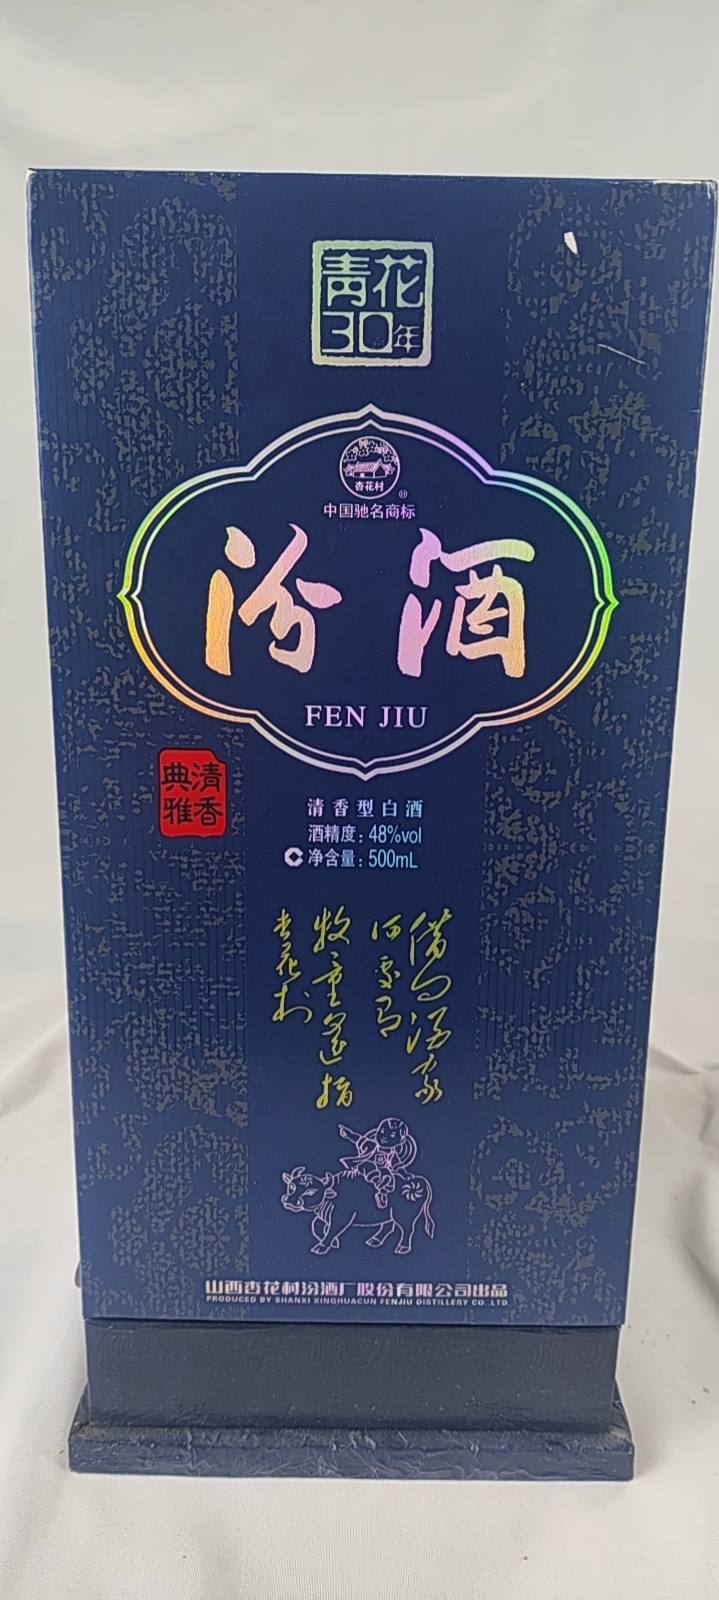 青花
30年
杏花村
®
中国驰名商标
汾酒
FEN JIU
清香
典雅
清香型白酒
酒精度：48%vol
净含量：500mL
借问酒家
何处有
牧童遥指
杏花村
山西杏花村汾酒厂股份有限公司出品
PRODUCED BY SHANXI XINGHUACUN FENJIU DISTILLERY CO.,LTD